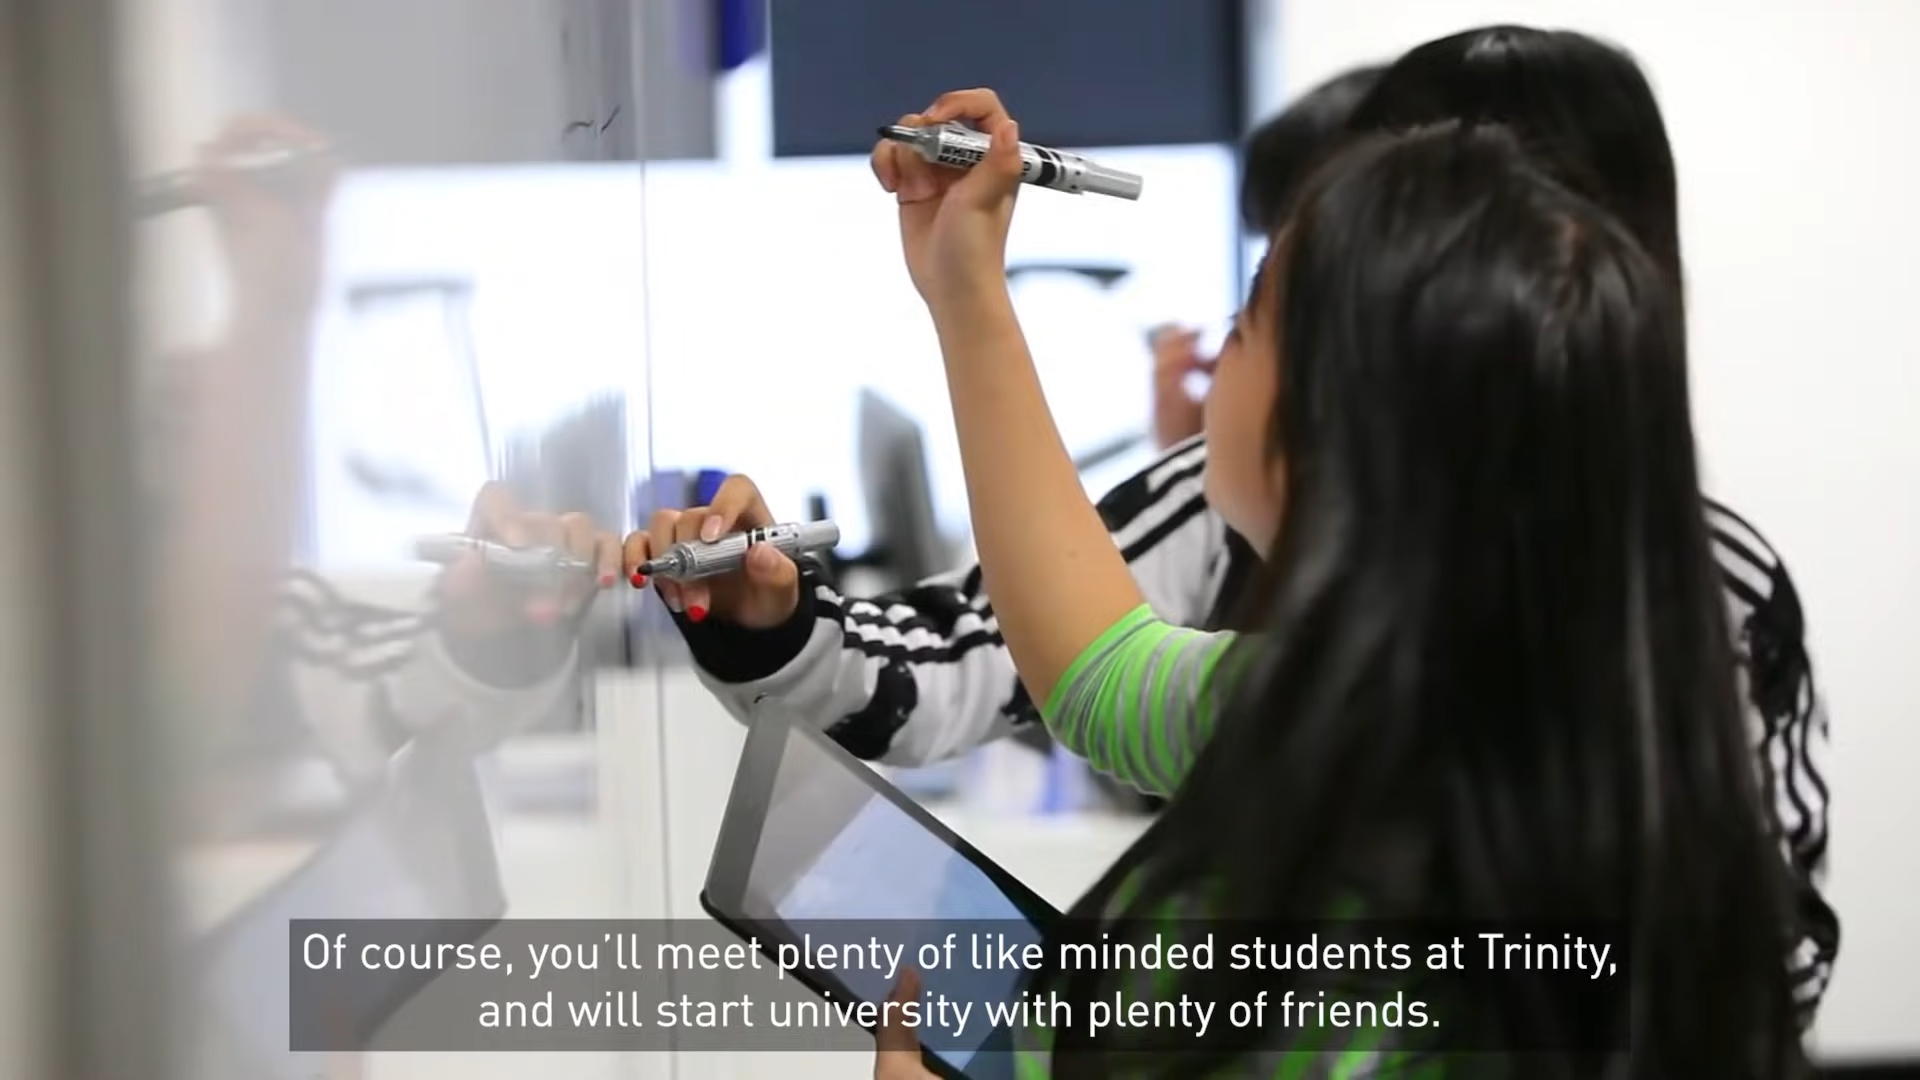 WHITE
Of course, you’ll meet plenty of like minded students at Trinity,
and will start university with plenty of friends.